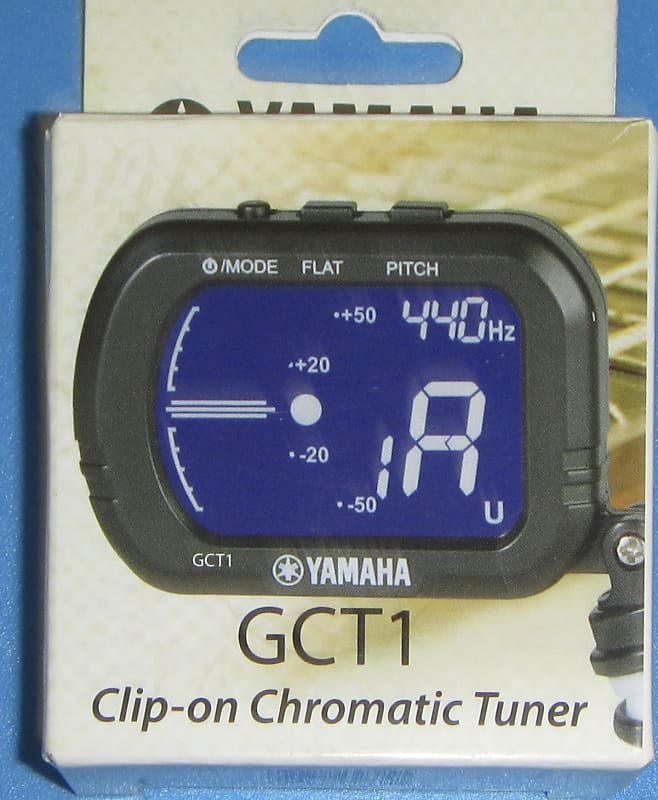 YAMAHA
⏻/MODE FLAT PITCH
•+50 440Hz
•+20
•-20
1A
•-50
U
GCT1 YAMAHA
GCT1
Clip-on Chromatic Tuner